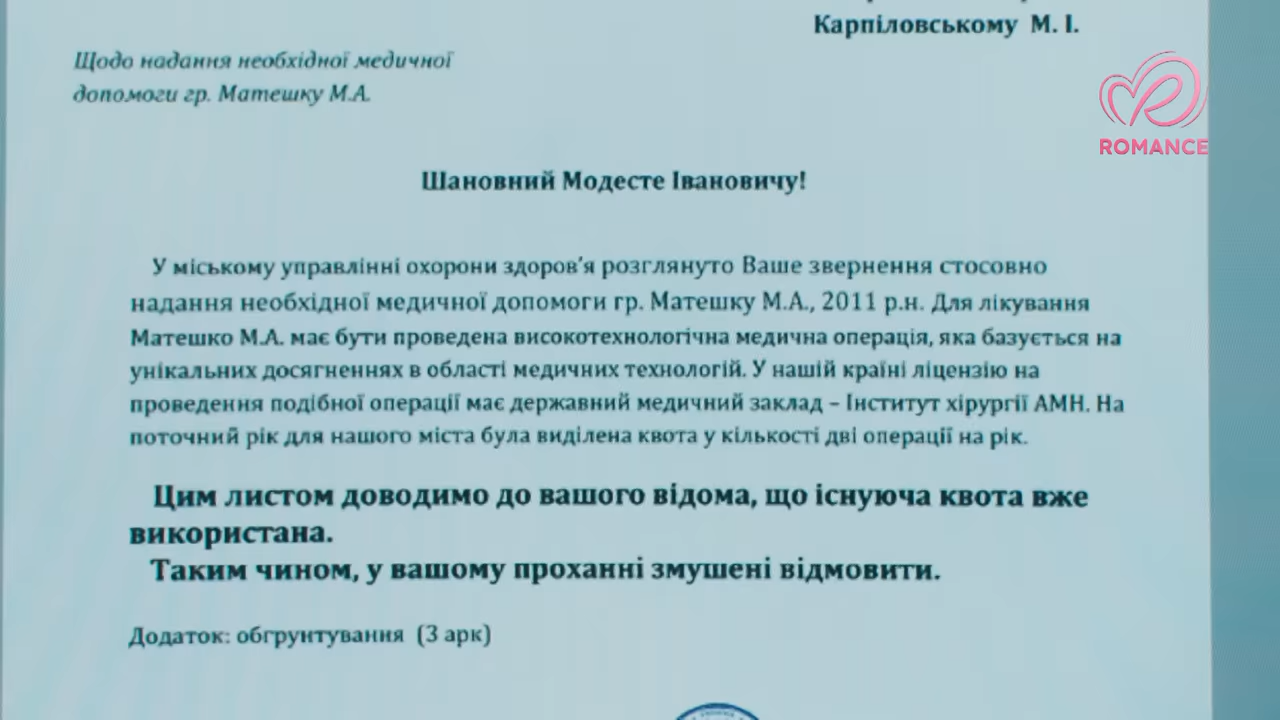 Карпіловському М. І.
Щодо надання необхідної медичної
допомоги гр. Матешку М.А.
ROMANCE
Шановний Модесте Івановичу!
У міському управлінні охорони здоров’я розглянуто Ваше звернення стосовно
надання необхідної медичної допомоги гр. Матешку М.А., 2011 р.н. Для лікування
Матешко М.А. має бути проведена високотехнологічна медична операція, яка базується на
унікальних досягненнях в області медичних технологій. У нашій країні ліцензію на
проведення подібної операції має державний медичний заклад – Інститут хірургії АМН. На
поточний рік для нашого міста була виділена квота у кількості дві операції на рік.
Цим листом доводимо до вашого відома, що існуюча квота вже
використана.
Таким чином, у вашому проханні змушені відмовити.
Додаток: обгрунтування (3 арк)